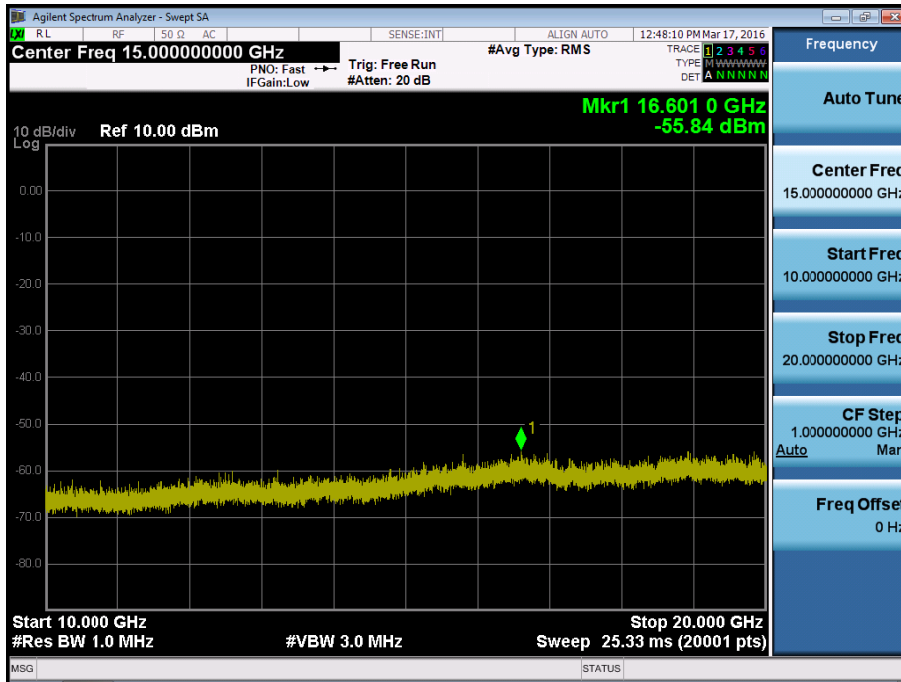 Agilent Spectrum Analyzer - Swept SA
LXI RL RF 50 Ω AC SENSE:INT ALIGN AUTO 12:48:10 PM Mar 17, 2016
Center Freq 15.000000000 GHz #Avg Type: RMS TRACE 1 2 3 4 5 6
PNO: Fast Trig: Free Run TYPE M WWWWW
IFGain:Low #Atten: 20 dB DET A N N N N N
Mkr1 16.601 0 GHz
-55.84 dBm
10 dB/div Ref 10.00 dBm
Log
0.00
-10.0
-20.0
-30.0
-40.0
-50.0
1
-60.0
-70.0
-80.0
Start 10.000 GHz Stop 20.000 GHz
#Res BW 1.0 MHz #VBW 3.0 MHz Sweep 25.33 ms (20001 pts)
MSG STATUS
Frequency
Auto Tune
Center Freq
15.000000000 GHz
Start Freq
10.000000000 GHz
Stop Freq
20.000000000 GHz
CF Step
1.000000000 GHz
Auto Man
Freq Offset
0 Hz